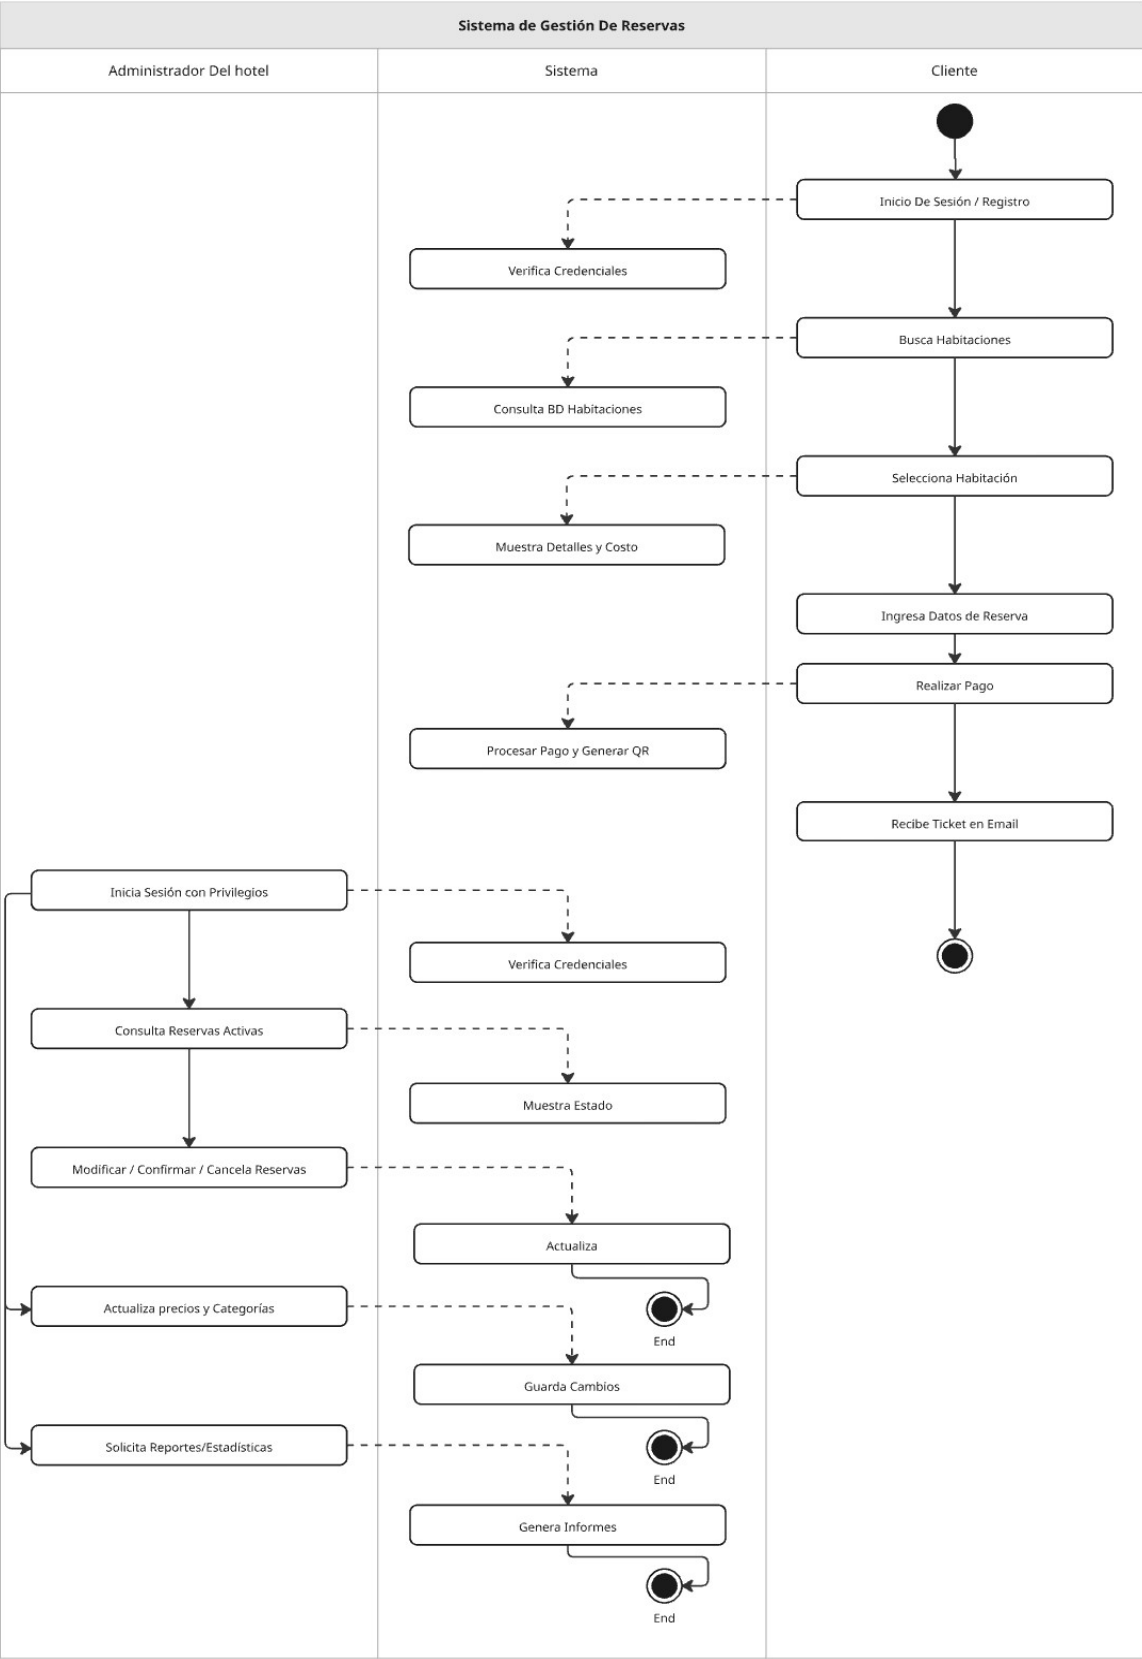 Sistema de Gestión De Reservas
Administrador Del hotel
Sistema
Cliente
Inicio De Sesión / Registro
Verifica Credenciales
Busca Habitaciones
Consulta BD Habitaciones
Selecciona Habitación
Muestra Detalles y Costo
Ingresa Datos de Reserva
Realizar Pago
Procesar Pago y Generar QR
Recibe Ticket en Email
Inicia Sesión con Privilegios
Verifica Credenciales
Consulta Reservas Activas
Muestra Estado
Modificar / Confirmar / Cancela Reservas
Actualiza
Actualiza precios y Categorías
End
Guarda Cambios
Solicita Reportes/Estadísticas
End
Genera Informes
End